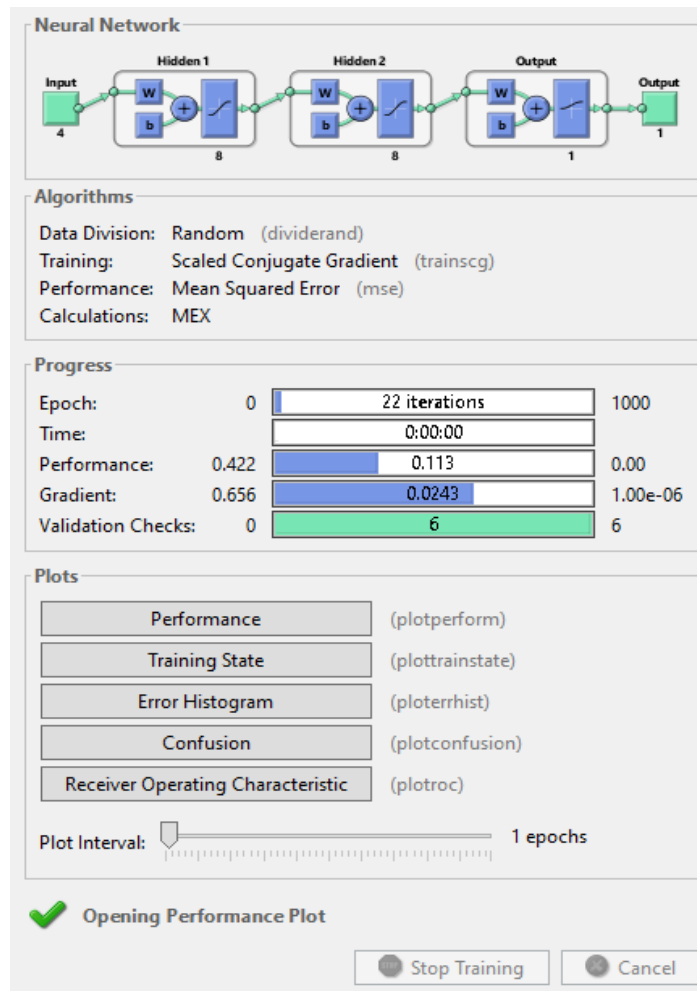 Neural Network
Hidden 1 Hidden 2 Output
Input Output
W W W
+ + +
b b b
4 8 8 1 1
Algorithms
Data Division: Random (dividerand)
Training: Scaled Conjugate Gradient (trainscg)
Performance: Mean Squared Error (mse)
Calculations: MEX
Progress
Epoch: 0 22 iterations 1000
Time: 0:00:00
Performance: 0.422 0.113 0.00
Gradient: 0.656 0.0243 1.00e-06
Validation Checks: 0 6 6
Plots
Performance (plotperform)
Training State (plottrainstate)
Error Histogram (ploterrhist)
Confusion (plotconfusion)
Receiver Operating Characteristic (plotroc)
Plot Interval: 1 epochs
Opening Performance Plot
Stop Training Cancel